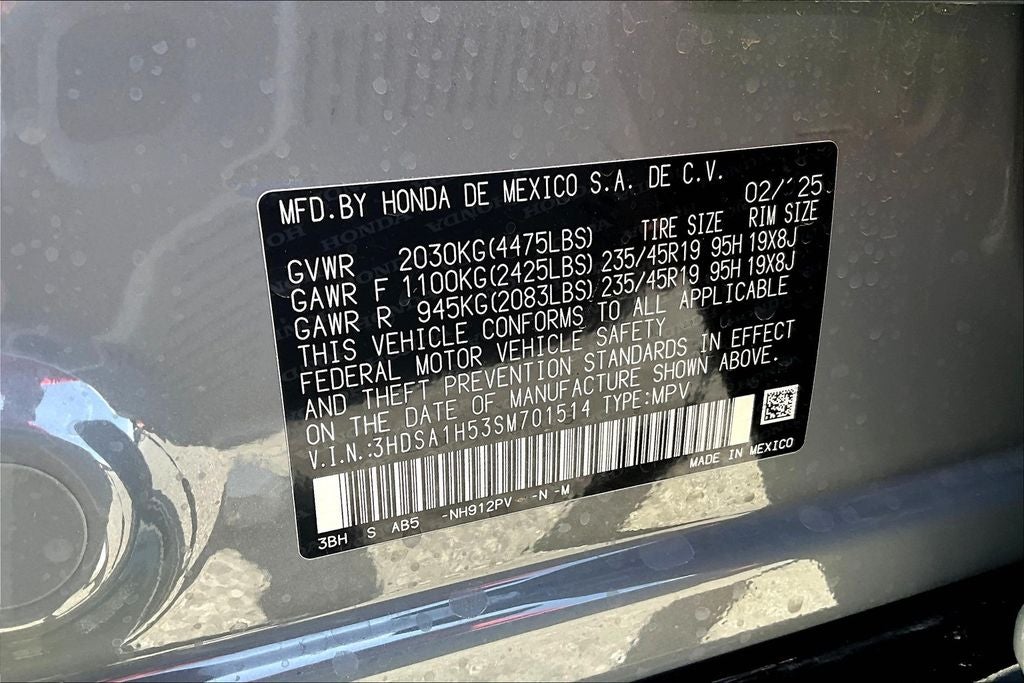 MFD.BY HONDA DE MEXICO S.A. DE C.V.
02/'25
TIRE SIZE RIM SIZE
GVWR 2030KG(4475LBS)
GAWR F 1100KG(2425LBS) 235/45R19 95H 19X8J
GAWR R 945KG(2083LBS) 235/45R19 95H 19X8J
THIS VEHICLE CONFORMS TO ALL APPLICABLE
FEDERAL MOTOR VEHICLE SAFETY
AND THEFT PREVENTION STANDARDS IN EFFECT
ON THE DATE OF MANUFACTURE SHOWN ABOVE.
V.I.N.:3HDSA1H53SM701514 TYPE:MPV
MADE IN MEXICO
3BH S AB5 -NH912PV -N -M